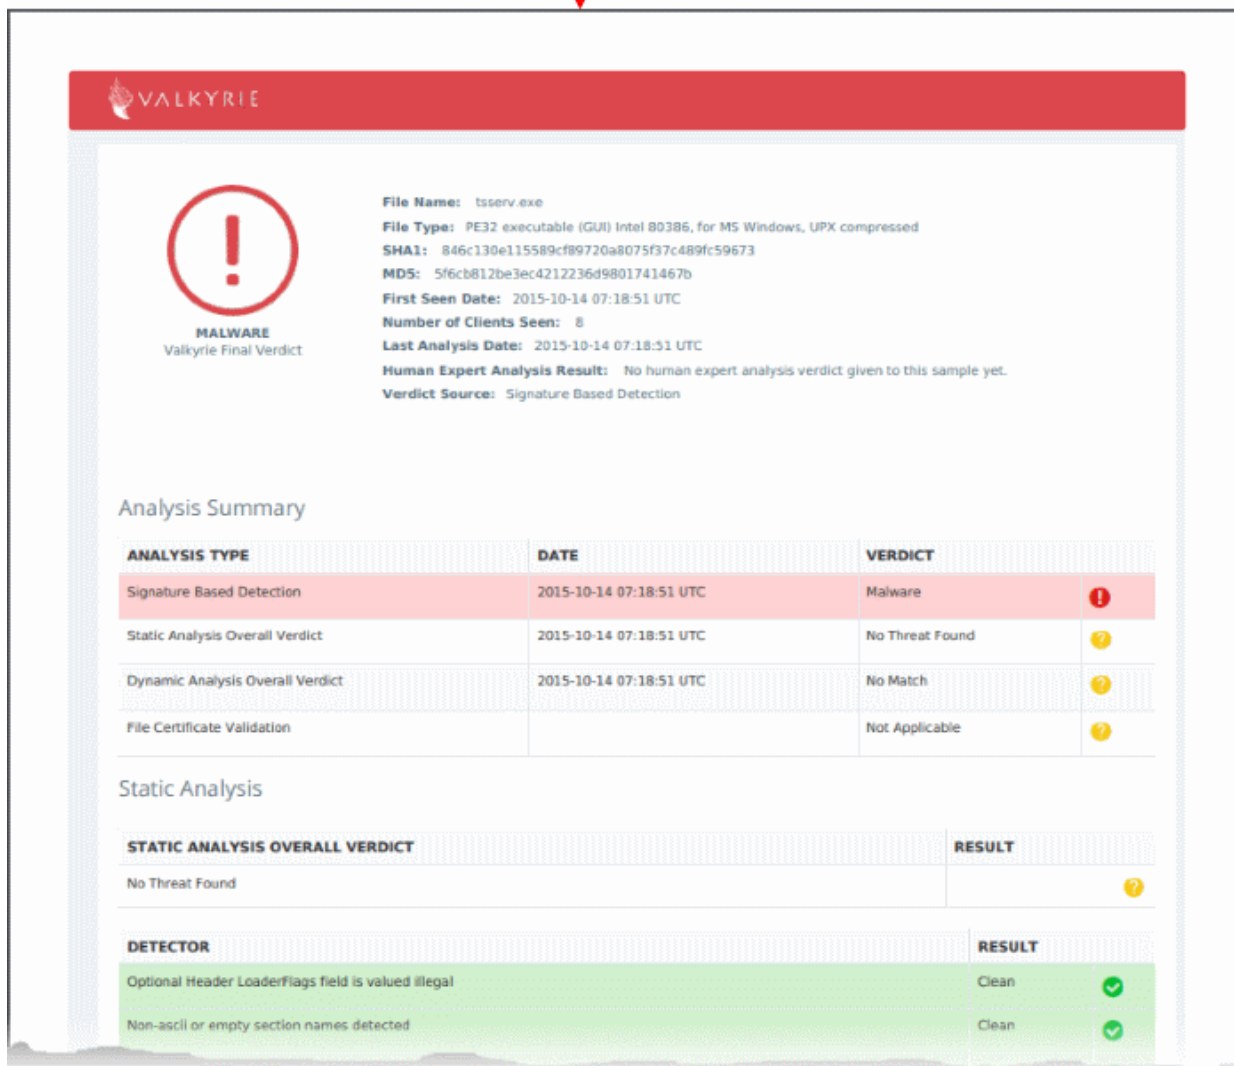 VALKYRIE
File Name: tsserv.exe
File Type: PE32 executable (GUI) Intel 80386, for MS Windows, UPX compressed
SHA1: 846c130e115589cf89720a8075f37c489fc59673
MD5: 5f6cb812be3ec4212236d9801741467b
First Seen Date: 2015-10-14 07:18:51 UTC
Number of Clients Seen: 8
Last Analysis Date: 2015-10-14 07:18:51 UTC
Human Expert Analysis Result: No human expert analysis verdict given to this sample yet.
Verdict Source: Signature Based Detection
MALWARE
Valkyrie Final Verdict
Analysis Summary
ANALYSIS TYPE DATE VERDICT
Signature Based Detection 2015-10-14 07:18:51 UTC Malware
Static Analysis Overall Verdict 2015-10-14 07:18:51 UTC No Threat Found
Dynamic Analysis Overall Verdict 2015-10-14 07:18:51 UTC No Match
File Certificate Validation Not Applicable
Static Analysis
STATIC ANALYSIS OVERALL VERDICT RESULT
No Threat Found
DETECTOR RESULT
Optional Header LoaderFlags field is valued illegal Clean
Non-ascii or empty section names detected Clean